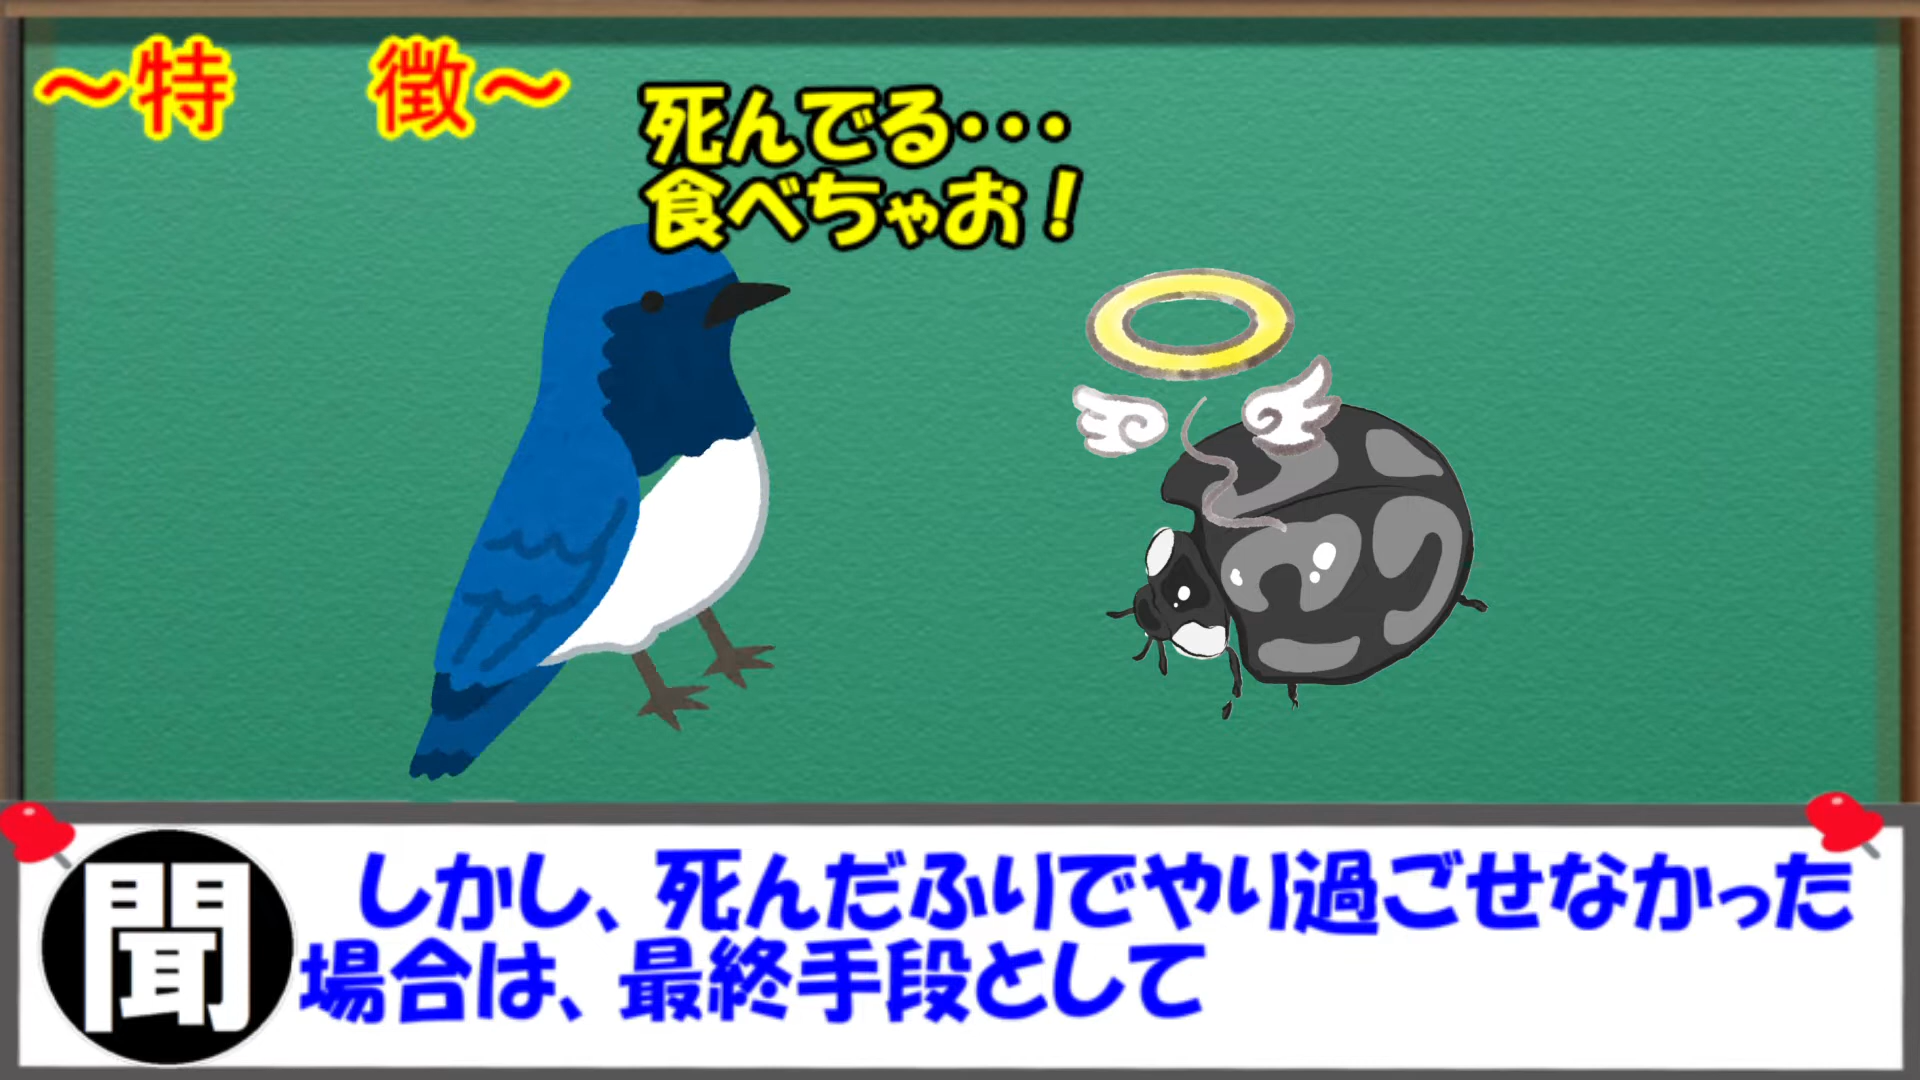 ～特　徴～
死んでる･･･
食べちゃお！
聞
しかし、死んだふりでやり過ごせなかった
場合は、最終手段として